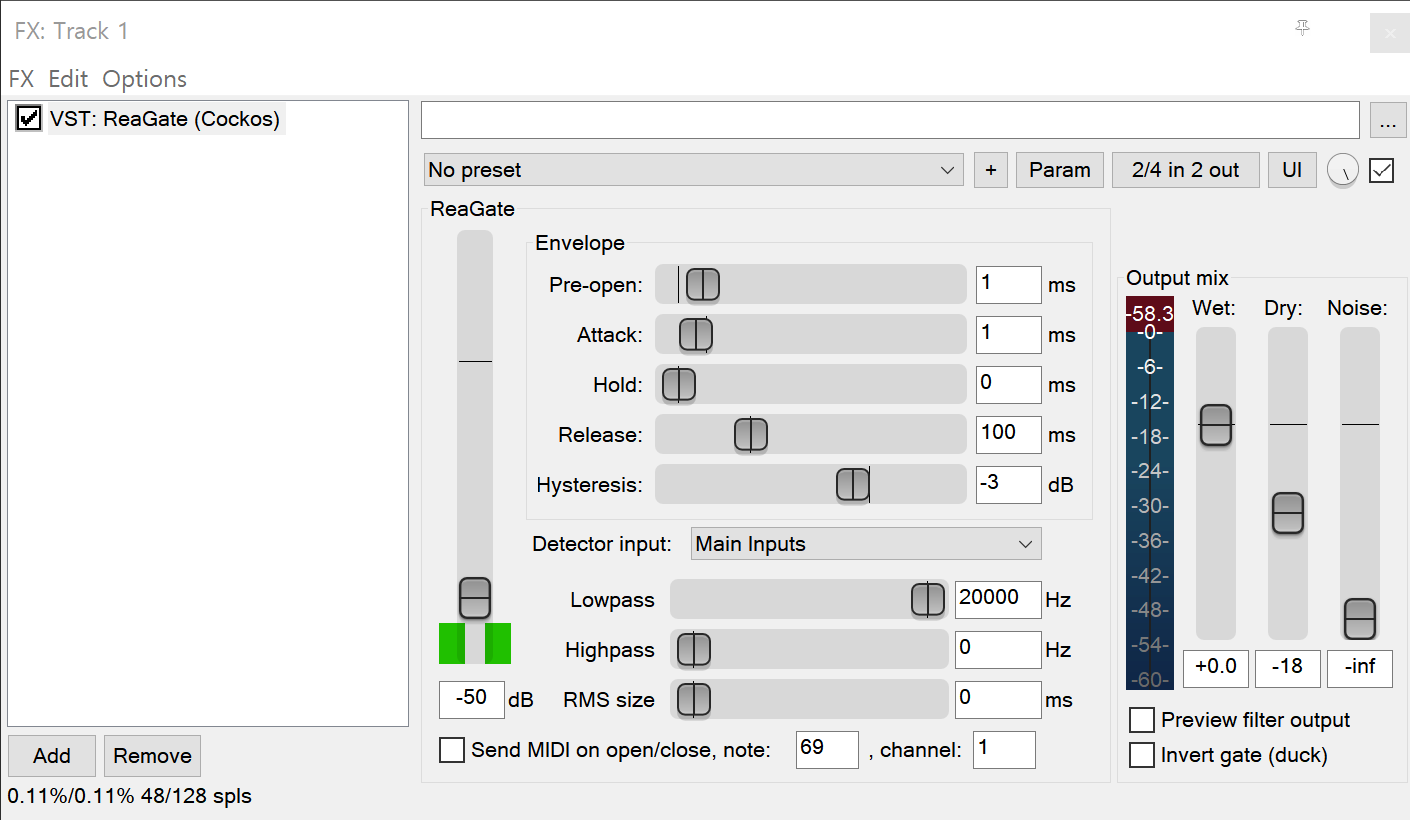 FX: Track 1
FX Edit Options
VST: ReaGate (Cockos)
...
No preset
+
Param
2/4 in 2 out
UI
ReaGate
Envelope
Pre-open: 1 ms
Attack: 1 ms
Hold: 0 ms
Release: 100 ms
Hysteresis: -3 dB
Detector input: Main Inputs
Lowpass 20000 Hz
Highpass 0 Hz
-50 dB
RMS size 0 ms
Send MIDI on open/close, note: 69 , channel: 1
Output mix
Wet: Dry: Noise:
-58.3
-0-
-6-
-12-
-18-
-24-
-30-
-36-
-42-
-48-
-54-
-60-
+0.0 -18 -inf
Preview filter output
Invert gate (duck)
Add Remove
0.11%/0.11% 48/128 spls